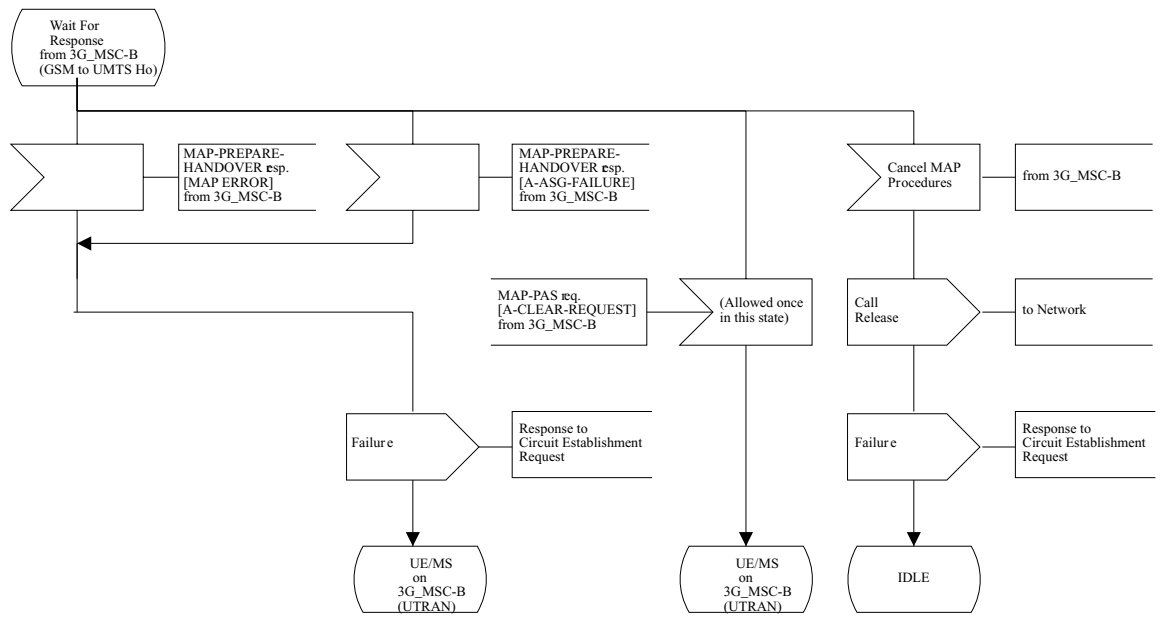 Wait For
Response
from 3G_MSC-B
(GSM to UMTS Ho)
MAP-PREPARE-
HANDOVER resp.
[MAP ERROR]
from 3G_MSC-B
MAP-PREPARE-
HANDOVER resp.
[A-ASG-FAILURE]
from 3G_MSC-B
Cancel MAP
Procedures
from 3G_MSC-B
MAP-PAS req.
[A-CLEAR-REQUEST]
from 3G_MSC-B
(Allowed once
in this state)
Call
Release
to Network
Failure
Response to
Circuit Establishment
Request
Failure
Response to
Circuit Establishment
Request
UE/MS
on
3G_MSC-B
(UTRAN)
UE/MS
on
3G_MSC-B
(UTRAN)
IDLE